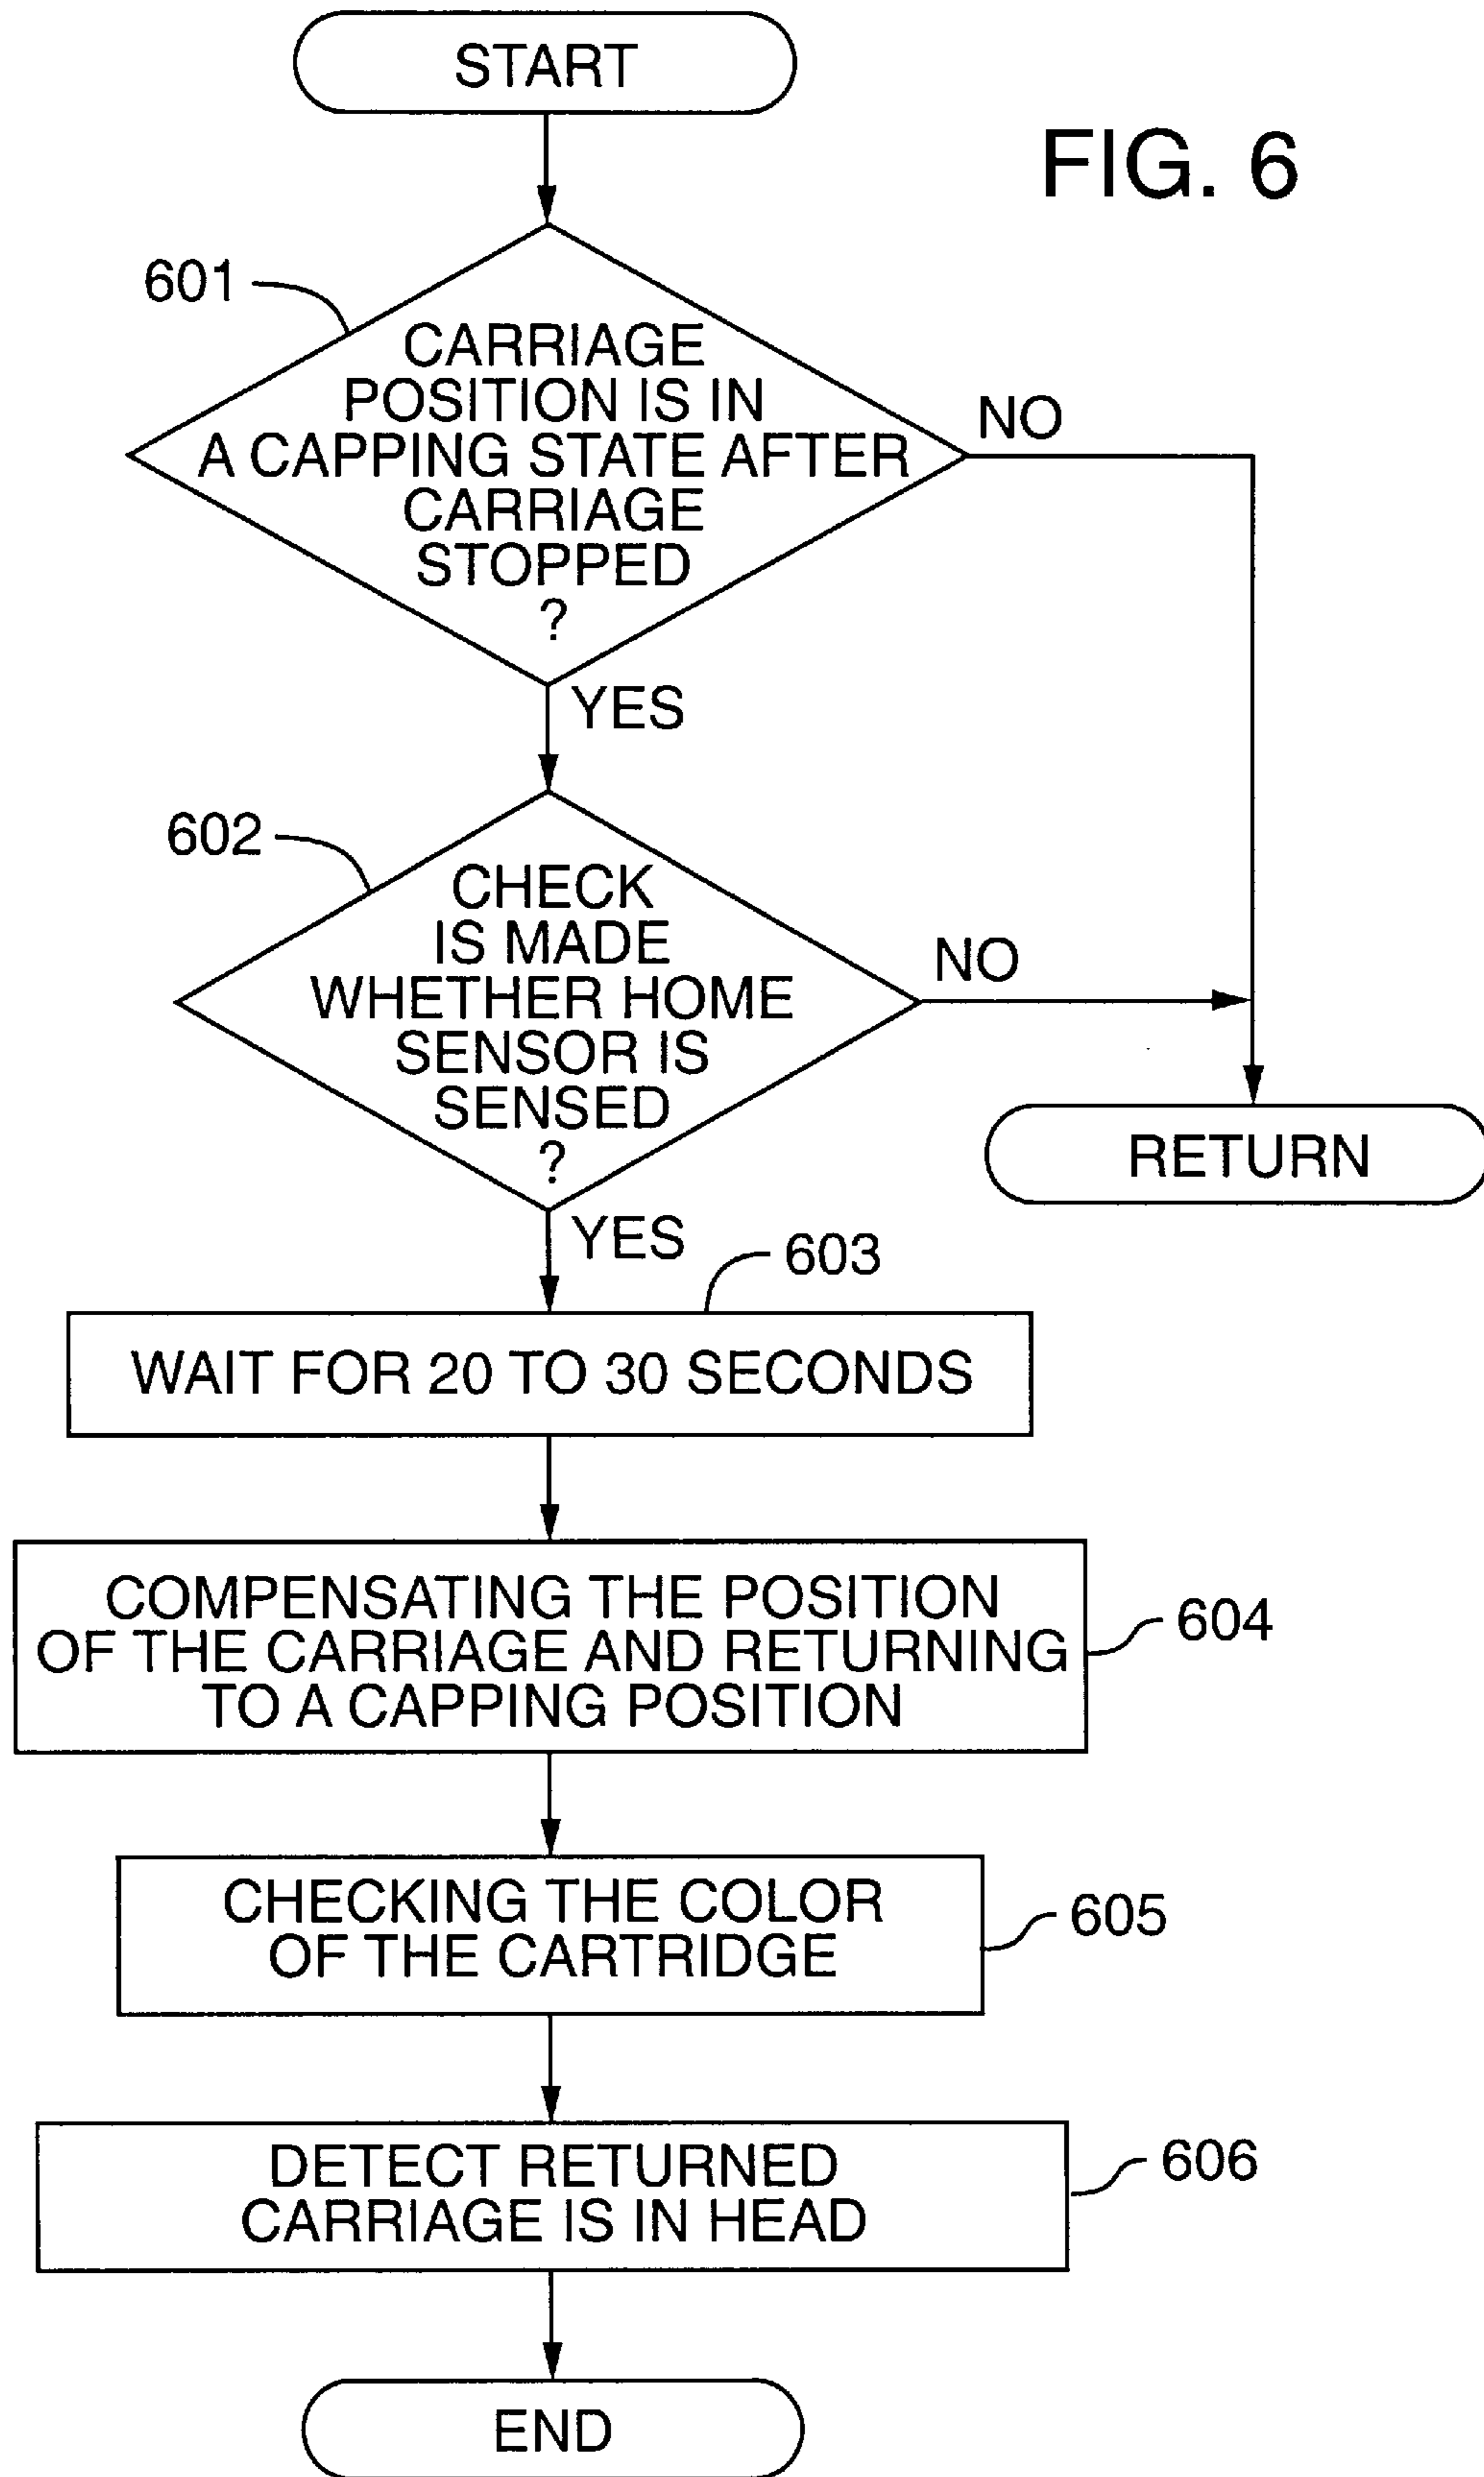 START
FIG. 6
601
CARRIAGE
POSITION IS IN
A CAPPING STATE AFTER
CARRIAGE
STOPPED
?
NO
YES
602
CHECK
IS MADE
WHETHER HOME
SENSOR IS
SENSED
?
NO
RETURN
YES
603
WAIT FOR 20 TO 30 SECONDS
COMPENSATING THE POSITION
OF THE CARRIAGE AND RETURNING
TO A CAPPING POSITION
604
CHECKING THE COLOR
OF THE CARTRIDGE
605
DETECT RETURNED
CARRIAGE IS IN HEAD
606
END